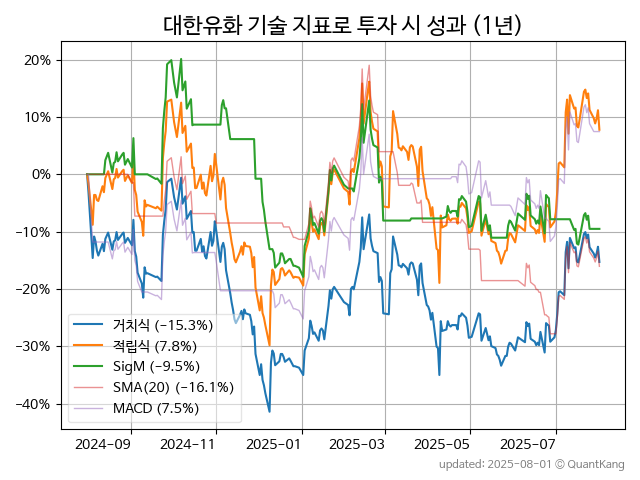 대한유화 기술 지표로 투자 시 성과 (1년)
20%
10%
0%
−10%
−20%
−30%
−40%
거치식 (−15.3%)
적립식 (7.8%)
SigM (−9.5%)
SMA(20) (−16.1%)
MACD (7.5%)
2024-09 2024-11 2025-01 2025-03 2025-05 2025-07
updated: 2025-08-01 © QuantKang